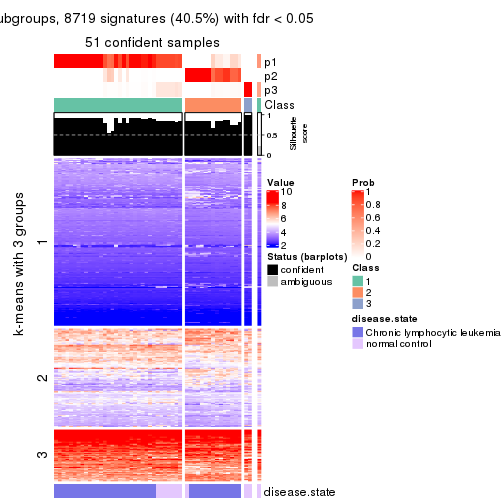 ubgroups, 8719 signatures (40.5%) with fdr < 0.05
51 confident samples
p1
p2
p3
Class
1
0.5
0
Silhouette
score
k-means with 3 groups
1
2
3
Value
10
8
6
4
2
Status (barplots)
confident
ambiguous
Prob
1
0.8
0.6
0.4
0.2
0
Class
1
2
3
disease.state
Chronic lymphocytic leukemia
normal control
disease.state